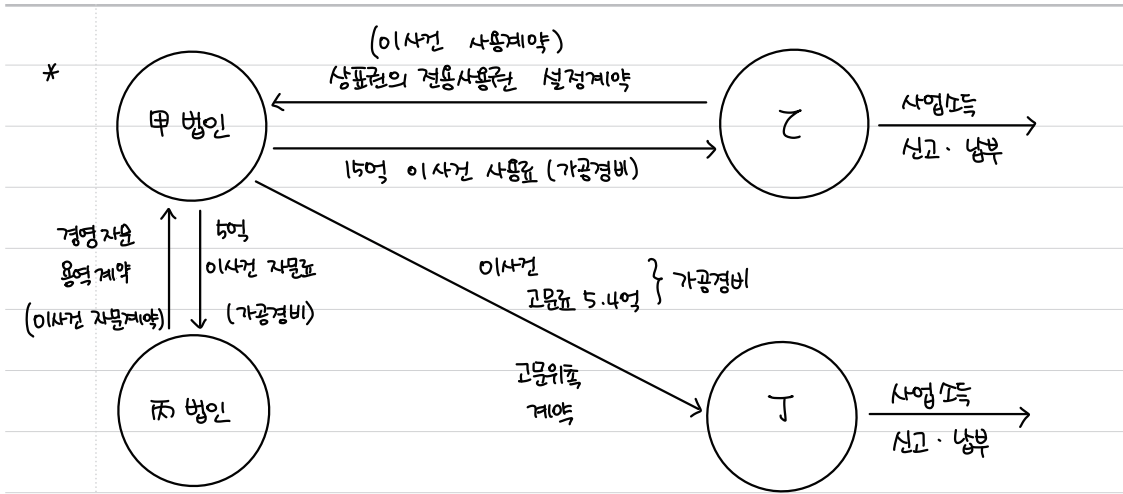 *
甲 법인
(이사건 사용계약)
상표권의 전용사용권 설정계약
15억 이사건 사용료 (가공경비)
乙
사업소득
신고·납부
경영자문
용역계약
(이사건 자문계약)
5억
이사건 자문료
(가공경비)
이사건
고문료 5.4억 } 가공경비
고문위촉
계약
丙 법인
丁
사업소득
신고·납부